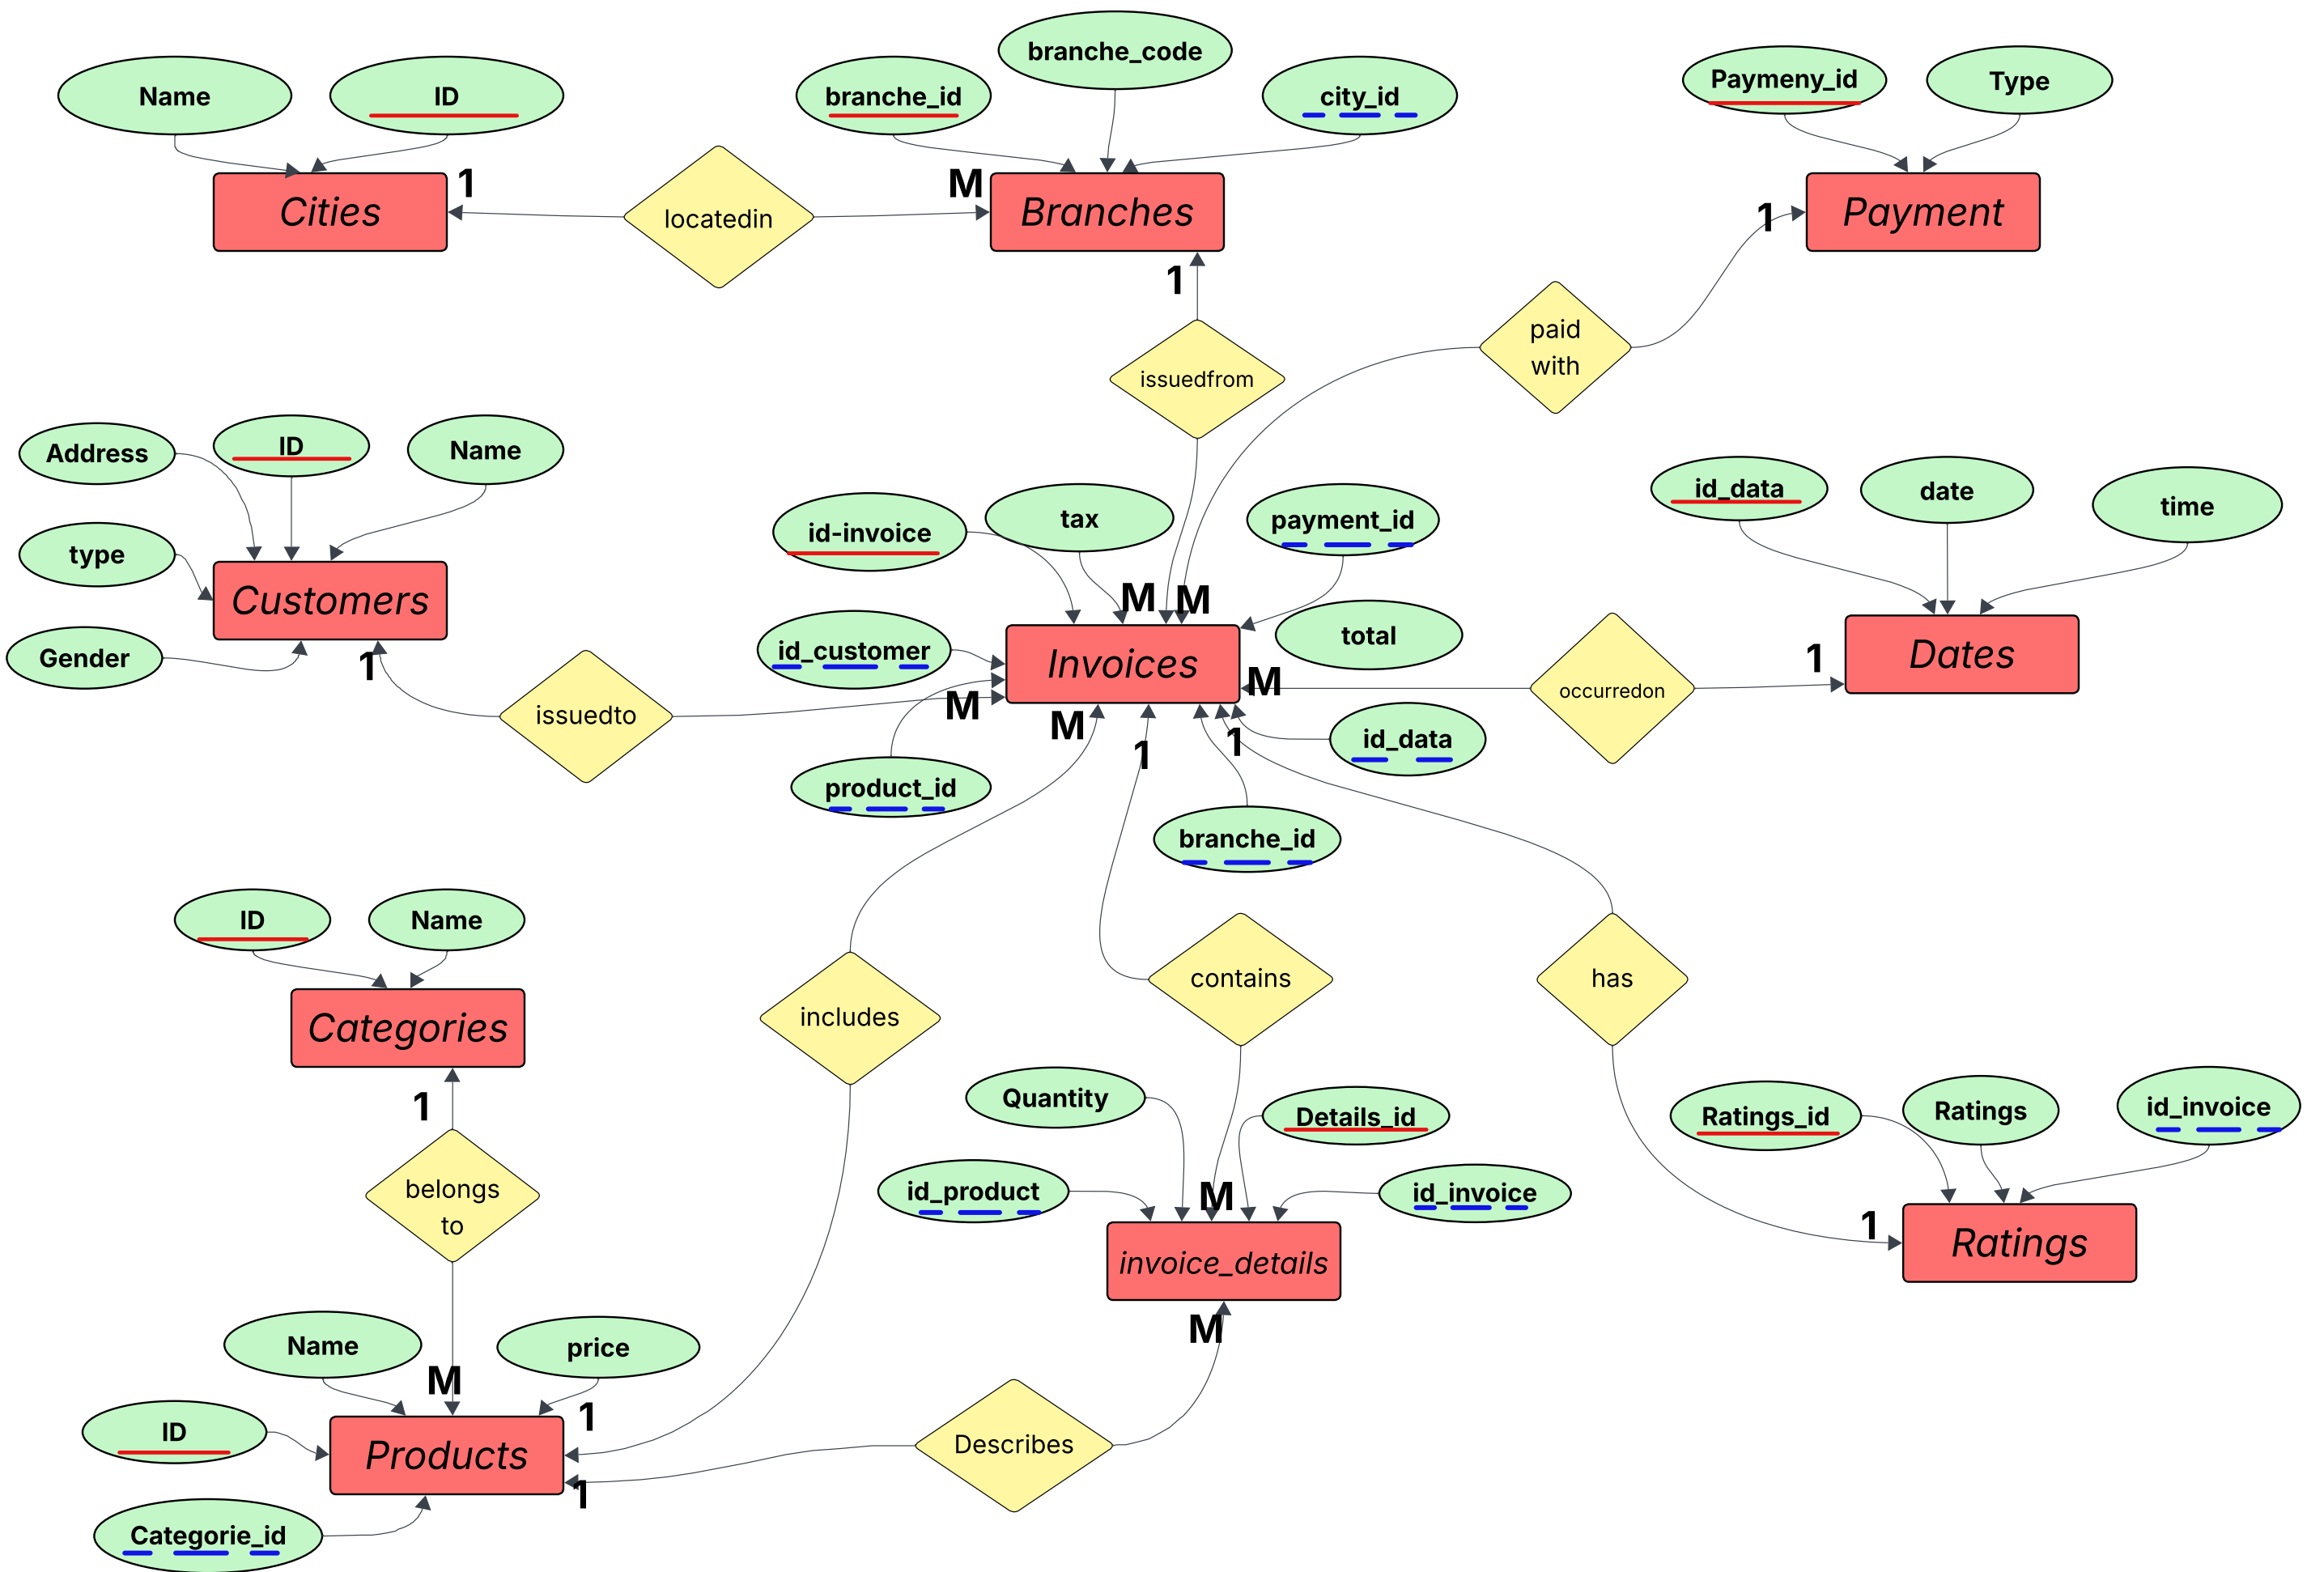 branche_code
Name
ID
branche_id
city_id
Paymeny_id
Type
1
M
Cities
locatedin
Branches
1
Payment
1
paid
with
issuedfrom
Address
ID
Name
type
Customers
Gender
1
issuedto
id_data
date
time
id-invoice
tax
payment_id
M
M
total
id_customer
Invoices
M
M
M
1
1
product_id
id_data
branche_id
occurredon
1
Dates
ID
Name
Categories
includes
contains
has
1
belongs
to
Quantity
Details_id
id_product
M
id_invoice
invoice_details
M
Ratings_id
Ratings
id_invoice
1
Ratings
Name
M
price
1
ID
Products
1
Describes
Categorie_id